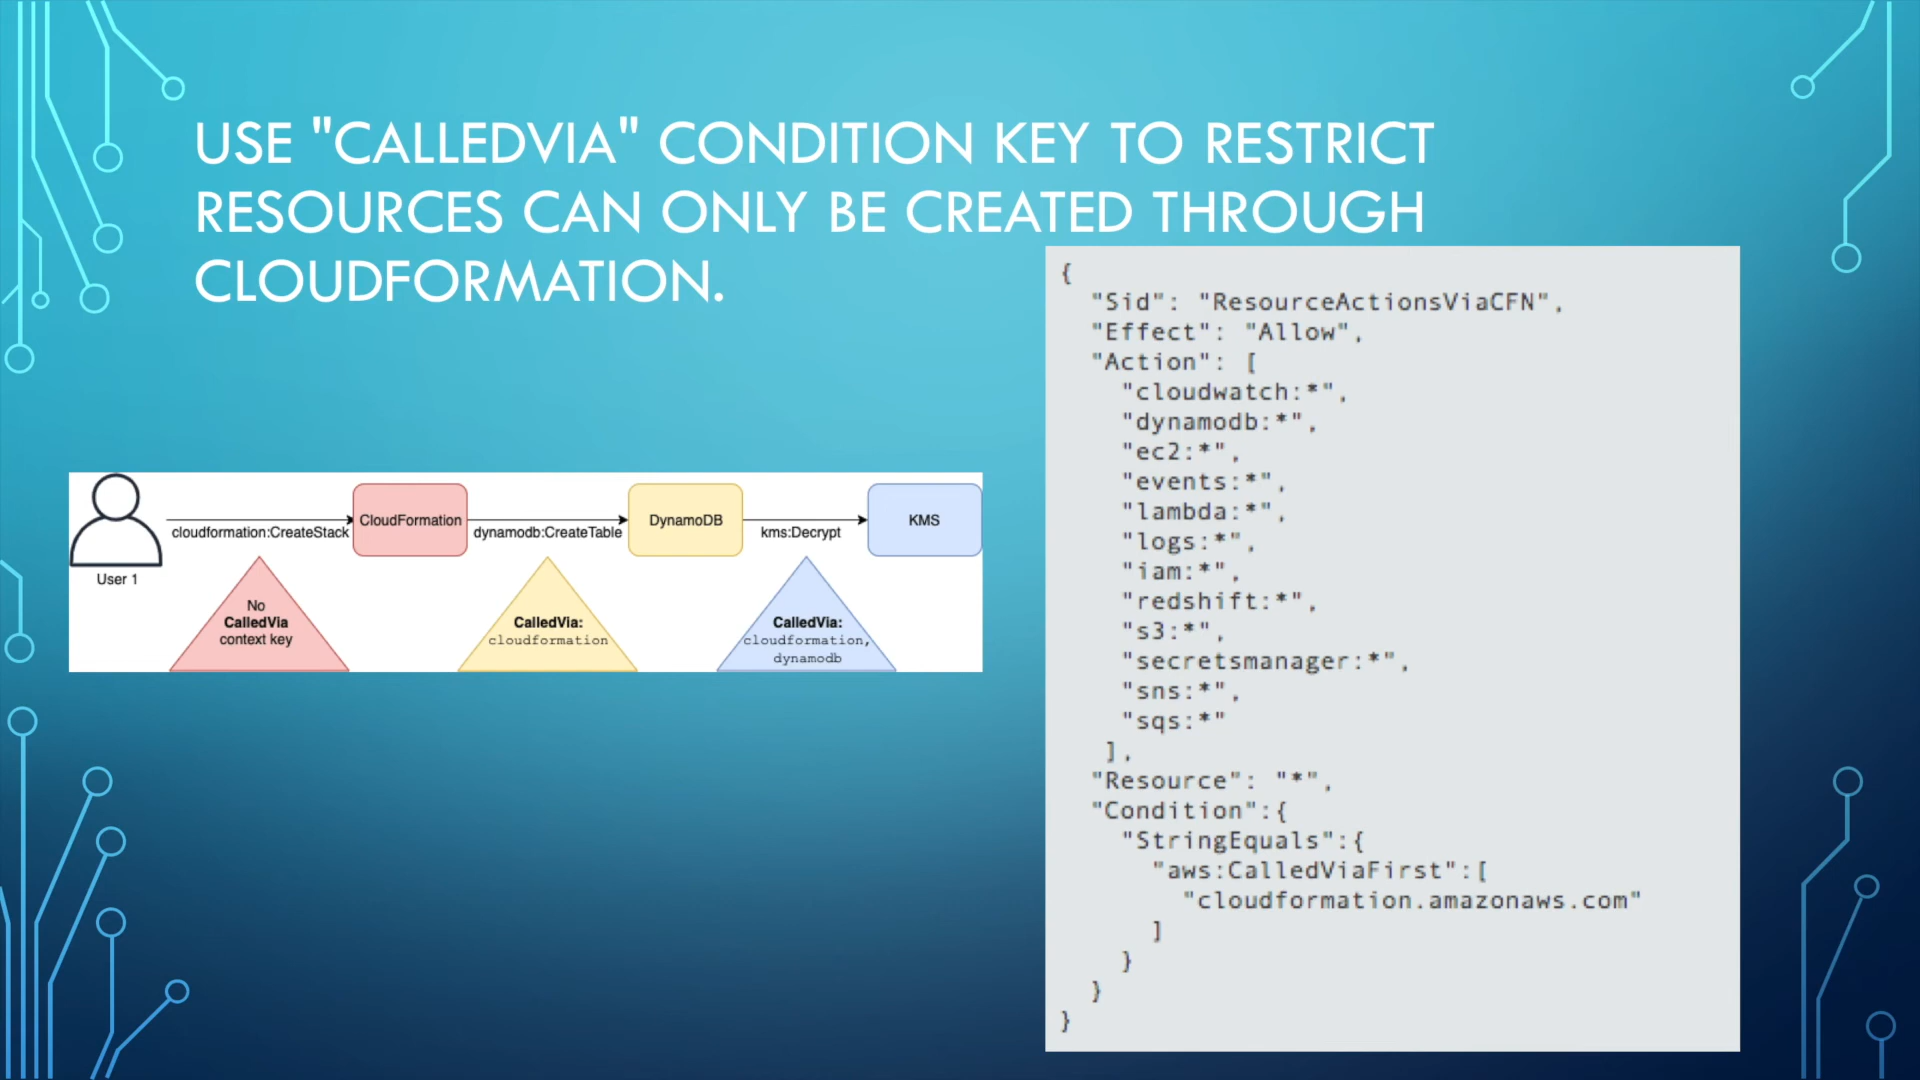 USE "CALLEDVIA" CONDITION KEY TO RESTRICT
RESOURCES CAN ONLY BE CREATED THROUGH
CLOUDFORMATION.
cloudformation:CreateStack
CloudFormation
dynamodb:CreateTable
DynamoDB
kms:Decrypt
KMS
User 1
No
CalledVia
context key
CalledVia:
cloudformation
CalledVia:
cloudformation,
dynamodb
{
"Sid": "ResourceActionsViaCFN",
"Effect": "Allow",
"Action": [
"cloudwatch:*",
"dynamodb:*",
"ec2:*",
"events:*",
"lambda:*",
"logs:*",
"iam:*",
"redshift:*",
"s3:*",
"secretsmanager:*",
"sns:*",
"sqs:*"
],
"Resource": "*",
"Condition":{
"StringEquals":{
"aws:CalledViaFirst":[
"cloudformation.amazonaws.com"
]
}
}
}